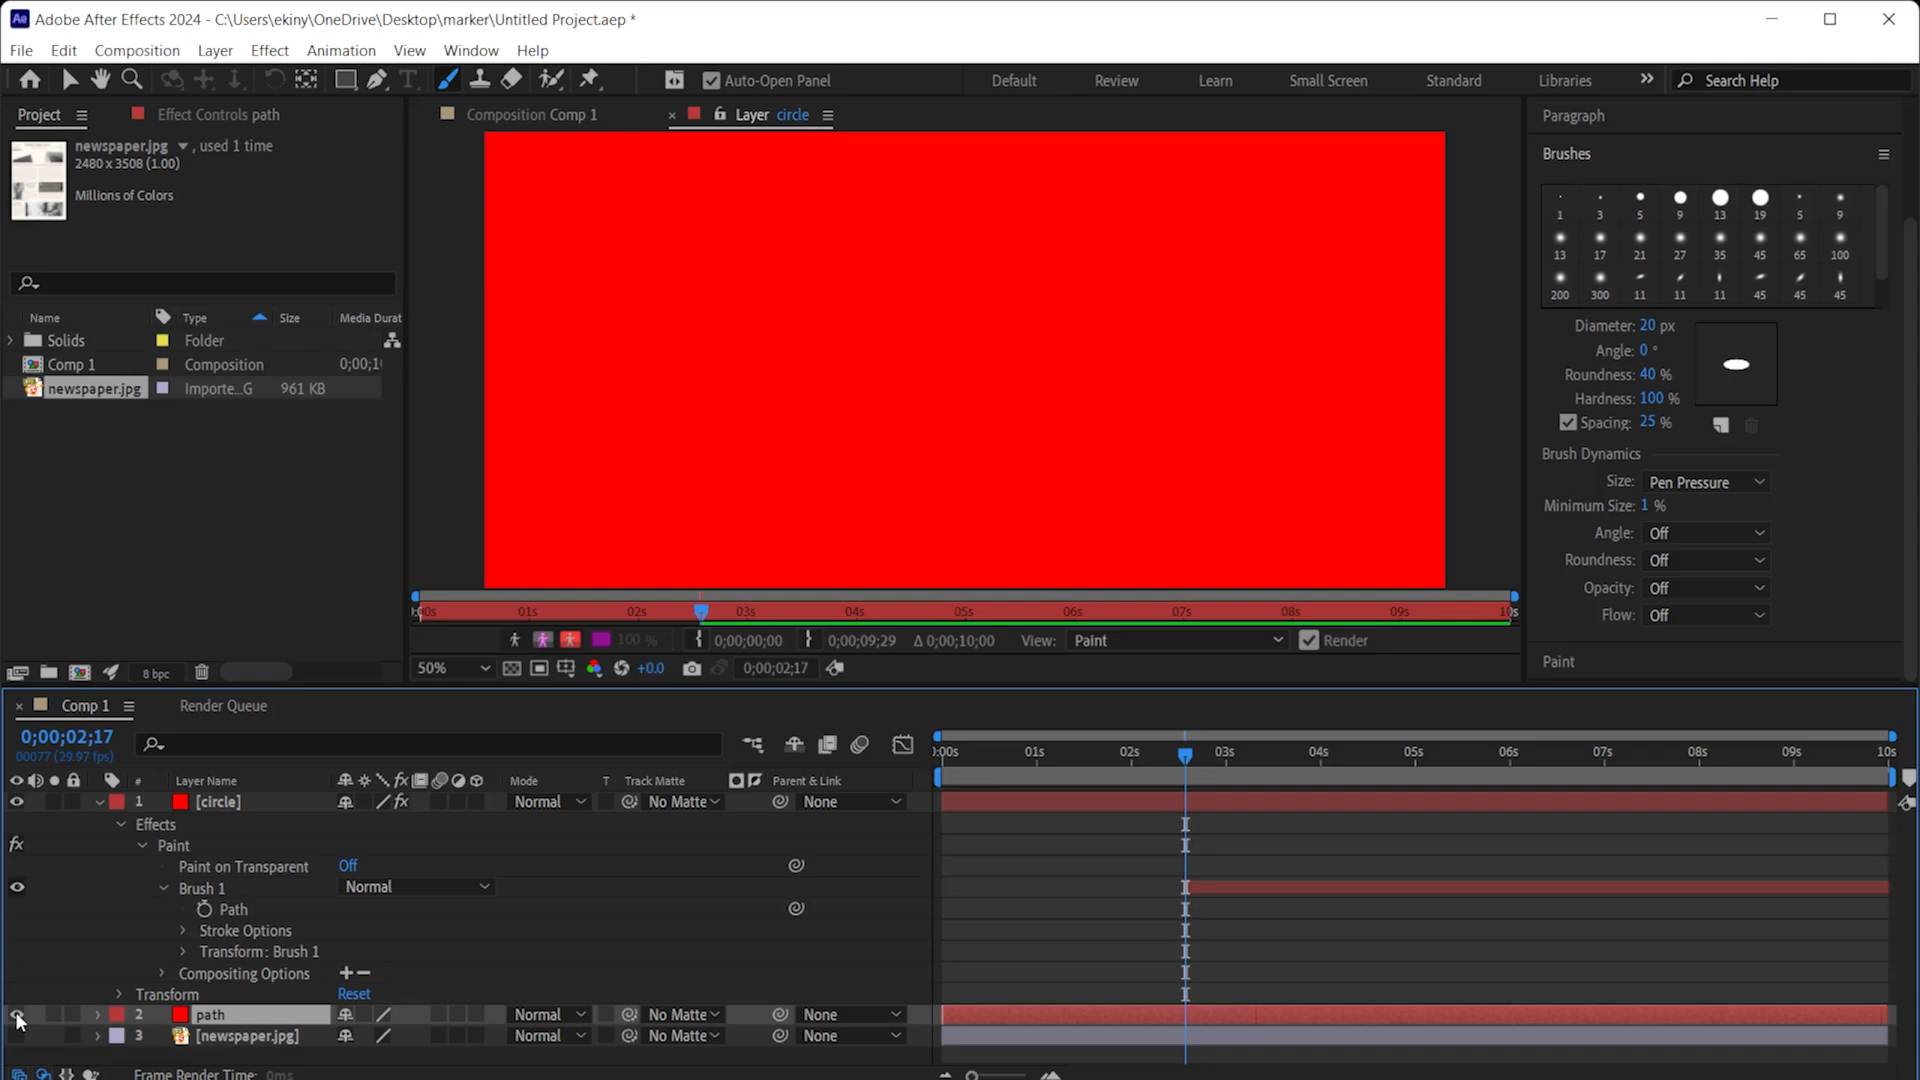 Adobe After Effects 2024 - C:\Users\ekiny\OneDrive\Desktop\marker\Untitled Project.aep *
File Edit Composition Layer Effect Animation View Window Help
Auto-Open Panel Default Review Learn Small Screen Standard Libraries Search Help
Project Effect Controls path Composition Comp 1 Layer circle Paragraph
newspaper.jpg , used 1 time
2480 x 3508 (1.00)
Millions of Colors
Brushes
1 3 5 9 13 19 5 9
13 17 21 27 35 45 65 100
200 300 11 11 11 45 45 45
Name Type Size Media Durat
Solids Folder
Comp 1 Composition 0;00;1
newspaper.jpg Importe...G 961 KB
Diameter: 20 px
Angle: 0 °
Roundness: 40 %
Hardness: 100 %
Spacing: 25 %
Brush Dynamics
Size: Pen Pressure
Minimum Size: 1 %
Angle: Off
Roundness: Off
Opacity: Off
Flow: Off
Paint
00s 01s 02s 03s 04s 05s 06s 07s 08s 09s 10s
100 % 0;00;00;00 0;00;09;29 Δ 0;00;10;00 View: Paint Render
8 bpc 50% +0.0 0;00;02;17
Comp 1 Render Queue
0;00;02;17
00077 (29.97 fps)
:00s 01s 02s 03s 04s 05s 06s 07s 08s 09s 10s
# Layer Name fx Mode T Track Matte Parent & Link
1 [circle] fx Normal No Matte None
Effects
fx Paint
Paint on Transparent Off
Brush 1 Normal
Path
Stroke Options
Transform: Brush 1
Compositing Options + −
Transform Reset
2 path Normal No Matte None
3 [newspaper.jpg] Normal No Matte None
Frame Render Time: 0ms